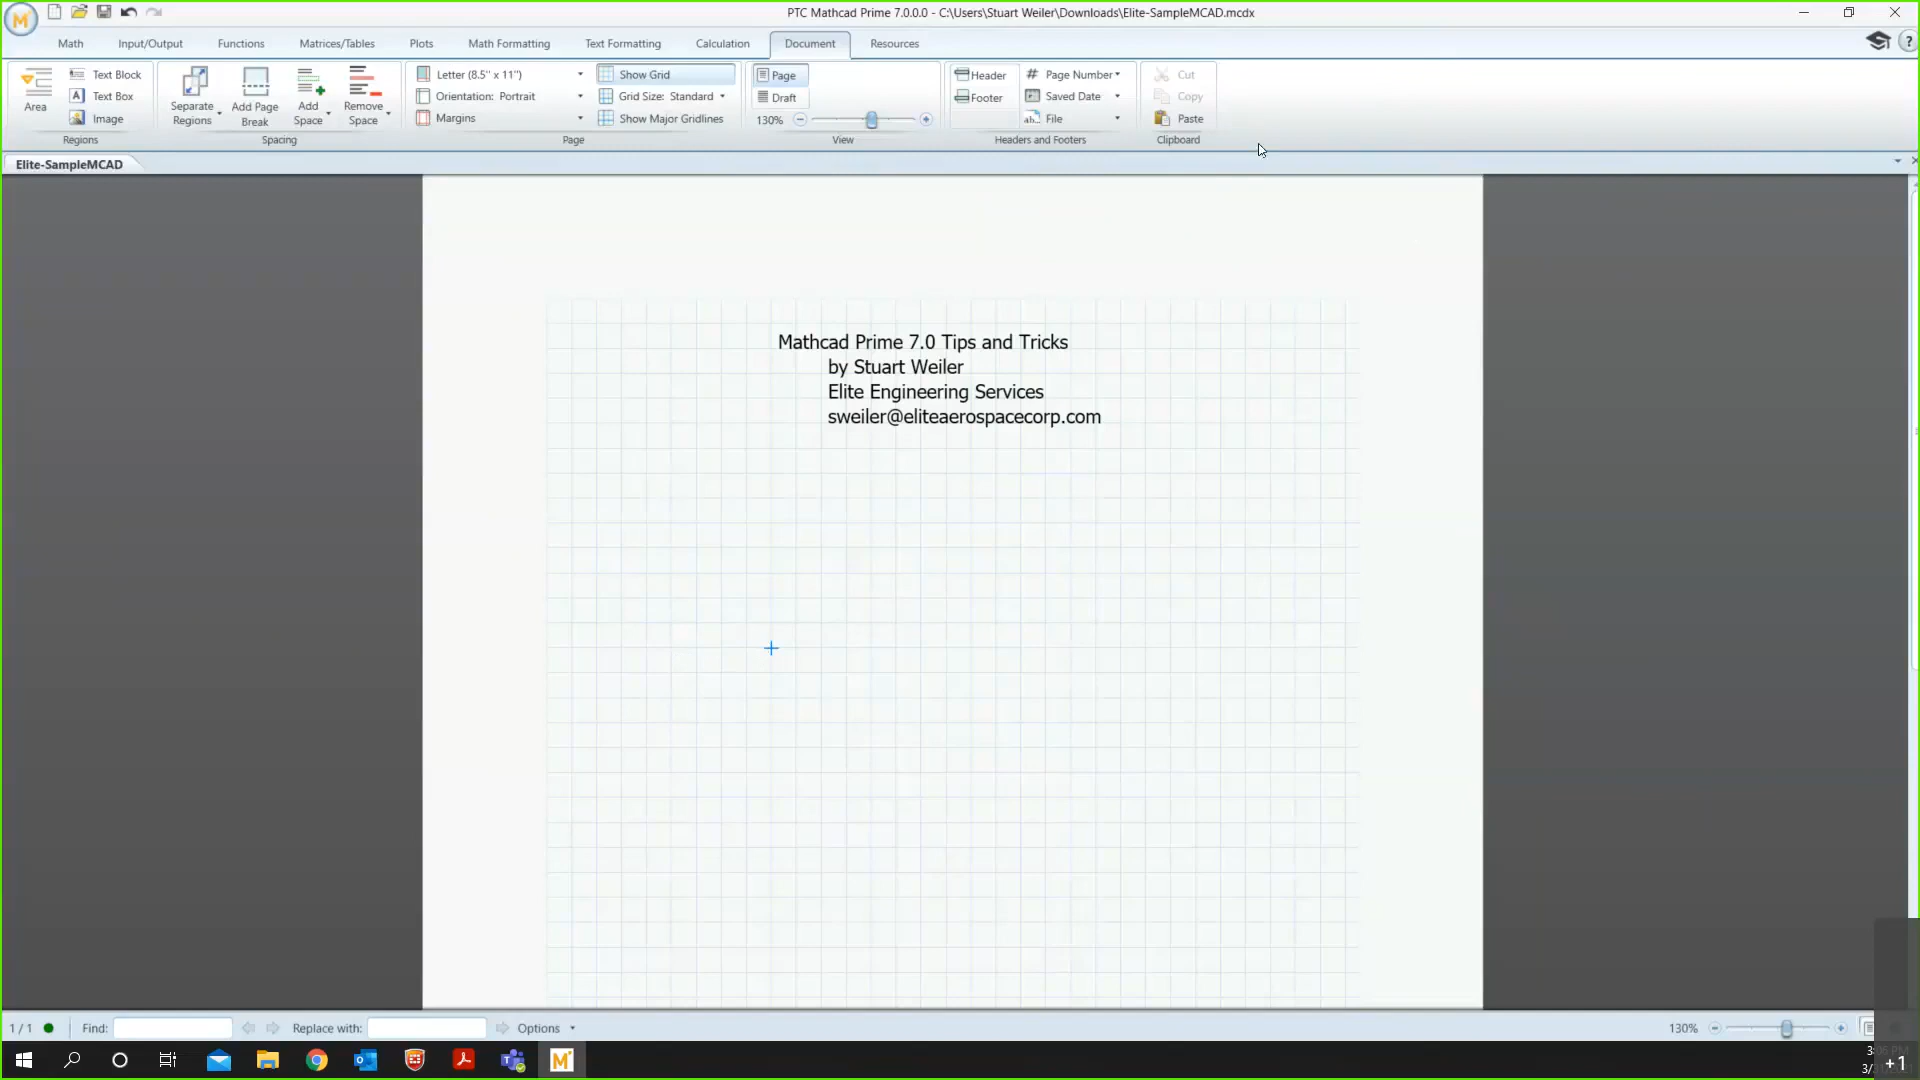 PTC Mathcad Prime 7.0.0.0 - C:\Users\Stuart Weiler\Downloads\Elite-SampleMCAD.mcdx
Math Input/Output Functions Matrices/Tables Plots Math Formatting Text Formatting Calculation Document Resources
Area
Text Block
Text Box
Image
Regions
Separate Regions
Add Page Break
Add Space
Remove Space
Spacing
Letter (8.5" x 11")
Orientation: Portrait
Margins
Show Grid
Grid Size: Standard
Show Major Gridlines
Page
Page
Draft
130%
View
Header
Footer
# Page Number
Saved Date
File
Headers and Footers
Cut
Copy
Paste
Clipboard
Elite-SampleMCAD
Mathcad Prime 7.0 Tips and Tricks
by Stuart Weiler
Elite Engineering Services
sweiler@eliteaerospacecorp.com
1 / 1 Find: Replace with: Options 130%
+1